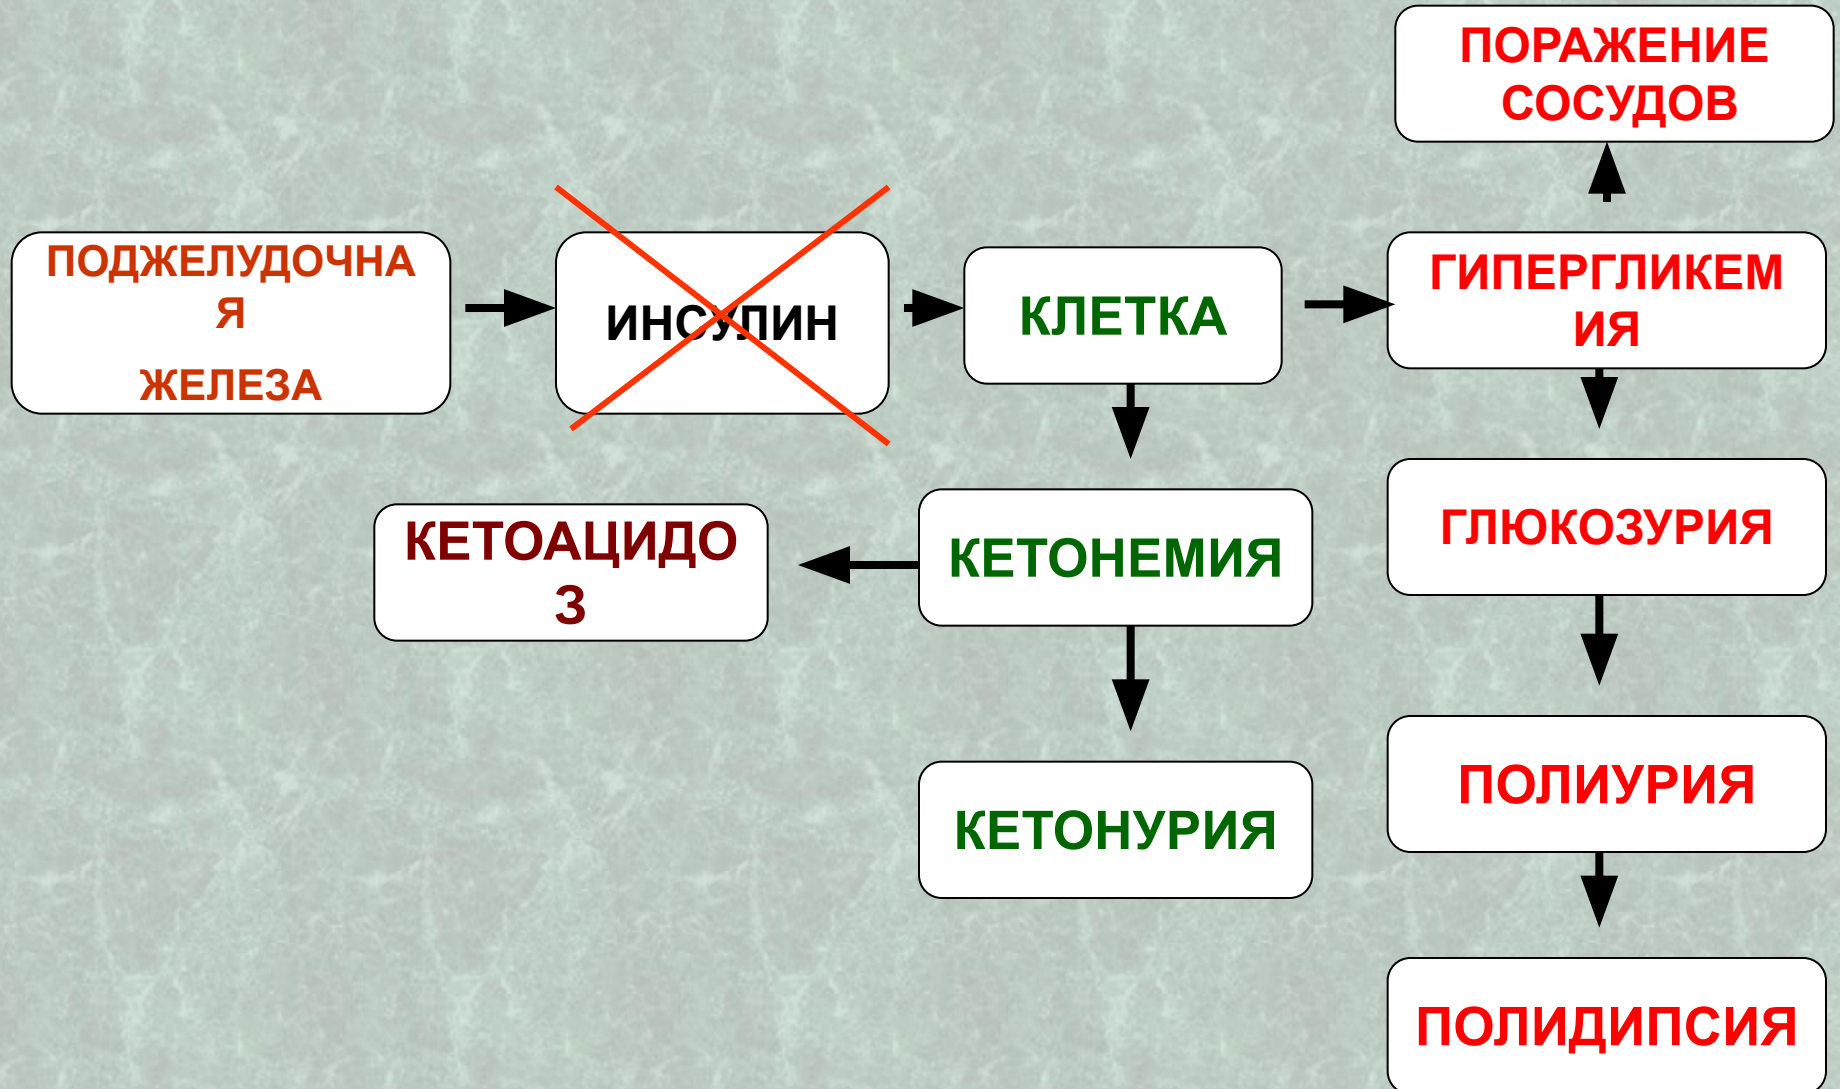 ПОРАЖЕНИЕ
СОСУДОВ
ПОДЖЕЛУДОЧНА
Я
ЖЕЛЕЗА
ИНСУЛИН
КЛЕТКА
ГИПЕРГЛИКЕМ
ИЯ
КЕТОАЦИДО
З
КЕТОНЕМИЯ
ГЛЮКОЗУРИЯ
КЕТОНУРИЯ
ПОЛИУРИЯ
ПОЛИДИПСИЯ